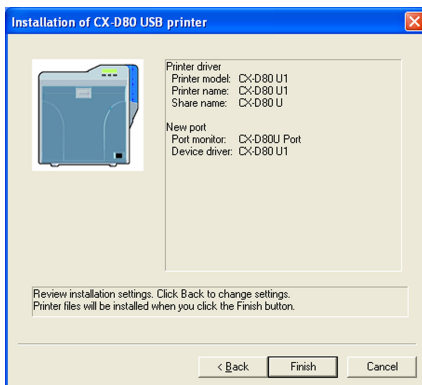 Installation of CX-D80 USB printer
Printer driver
Printer model: CX-D80 U1
Printer name: CX-D80 U1
Share name: CX-D80 U
New port
Port monitor: CX-D80U Port
Device driver: CX-D80 U1
Review installation settings. Click Back to change settings.
Printer files will be installed when you click the Finish button.
< Back Finish Cancel